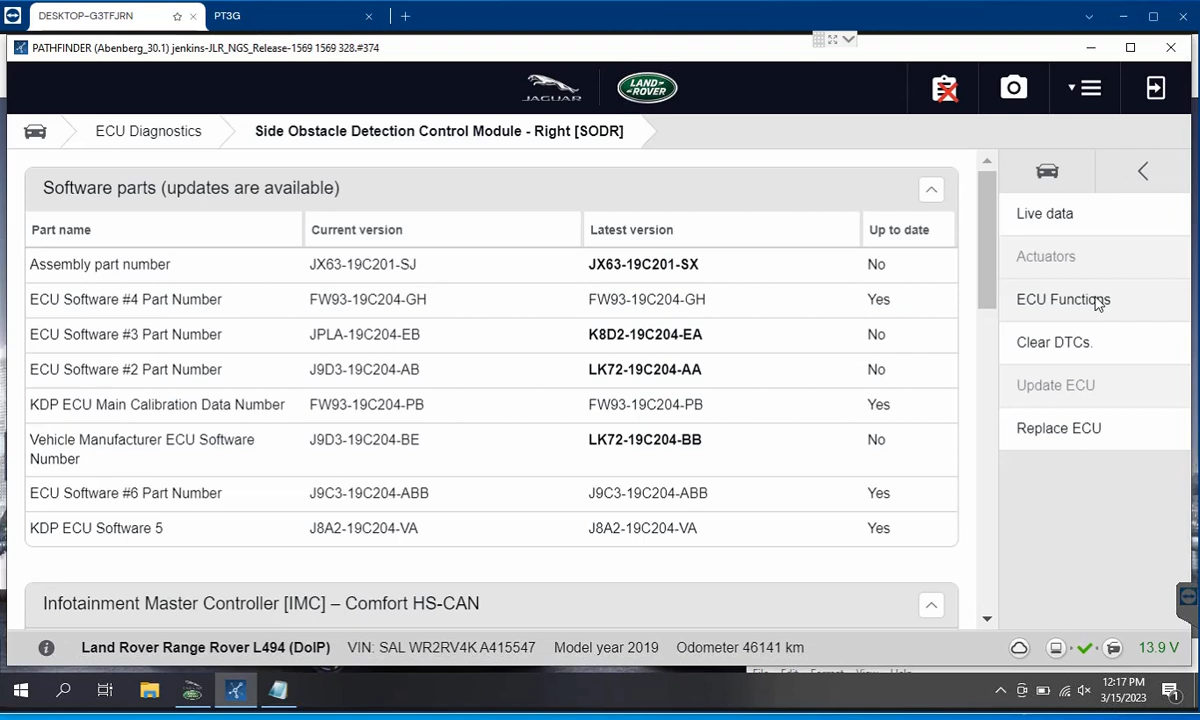 DESKTOP-G3TFJRN
PT3G
PATHFINDER (Abenberg_30.1) jenkins-JLR_NGS_Release-1569 1569 328.#374
JAGUAR
LAND-ROVER
ECU Diagnostics
Side Obstacle Detection Control Module - Right [SODR]
Software parts (updates are available)
Part name Current version Latest version Up to date
Assembly part number JX63-19C201-SJ JX63-19C201-SX No
ECU Software #4 Part Number FW93-19C204-GH FW93-19C204-GH Yes
ECU Software #3 Part Number JPLA-19C204-EB K8D2-19C204-EA No
ECU Software #2 Part Number J9D3-19C204-AB LK72-19C204-AA No
KDP ECU Main Calibration Data Number FW93-19C204-PB FW93-19C204-PB Yes
Vehicle Manufacturer ECU Software Number J9D3-19C204-BE LK72-19C204-BB No
ECU Software #6 Part Number J9C3-19C204-ABB J9C3-19C204-ABB Yes
KDP ECU Software 5 J8A2-19C204-VA J8A2-19C204-VA Yes
Infotainment Master Controller [IMC] – Comfort HS-CAN
Live data
Actuators
ECU Functions
Clear DTCs.
Update ECU
Replace ECU
Land Rover Range Rover L494 (DoIP) VIN: SAL WR2RV4K A415547 Model year 2019 Odometer 46141 km 13.9 V
File Edit Format View Help
12:17 PM
3/15/2023
1